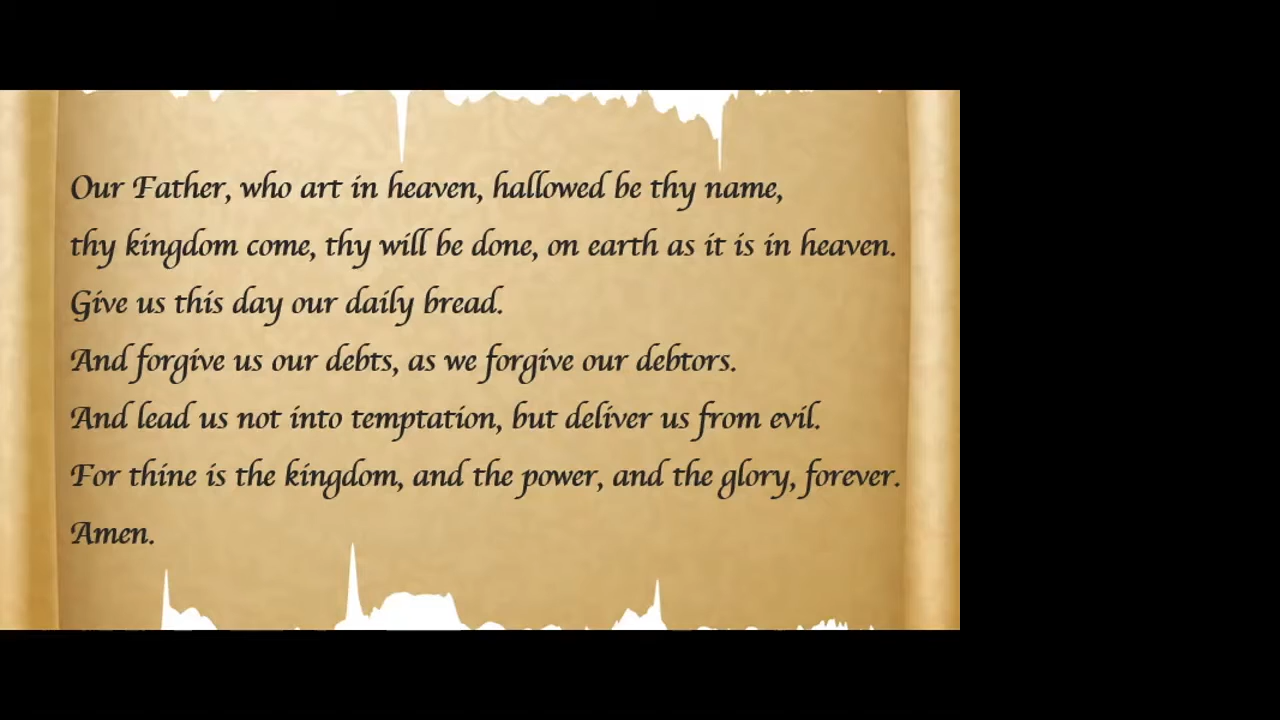 Our Father, who art in heaven, hallowed be thy name,
thy kingdom come, thy will be done, on earth as it is in heaven.
Give us this day our daily bread.
And forgive us our debts, as we forgive our debtors.
And lead us not into temptation, but deliver us from evil.
For thine is the kingdom, and the power, and the glory, forever.
Amen.